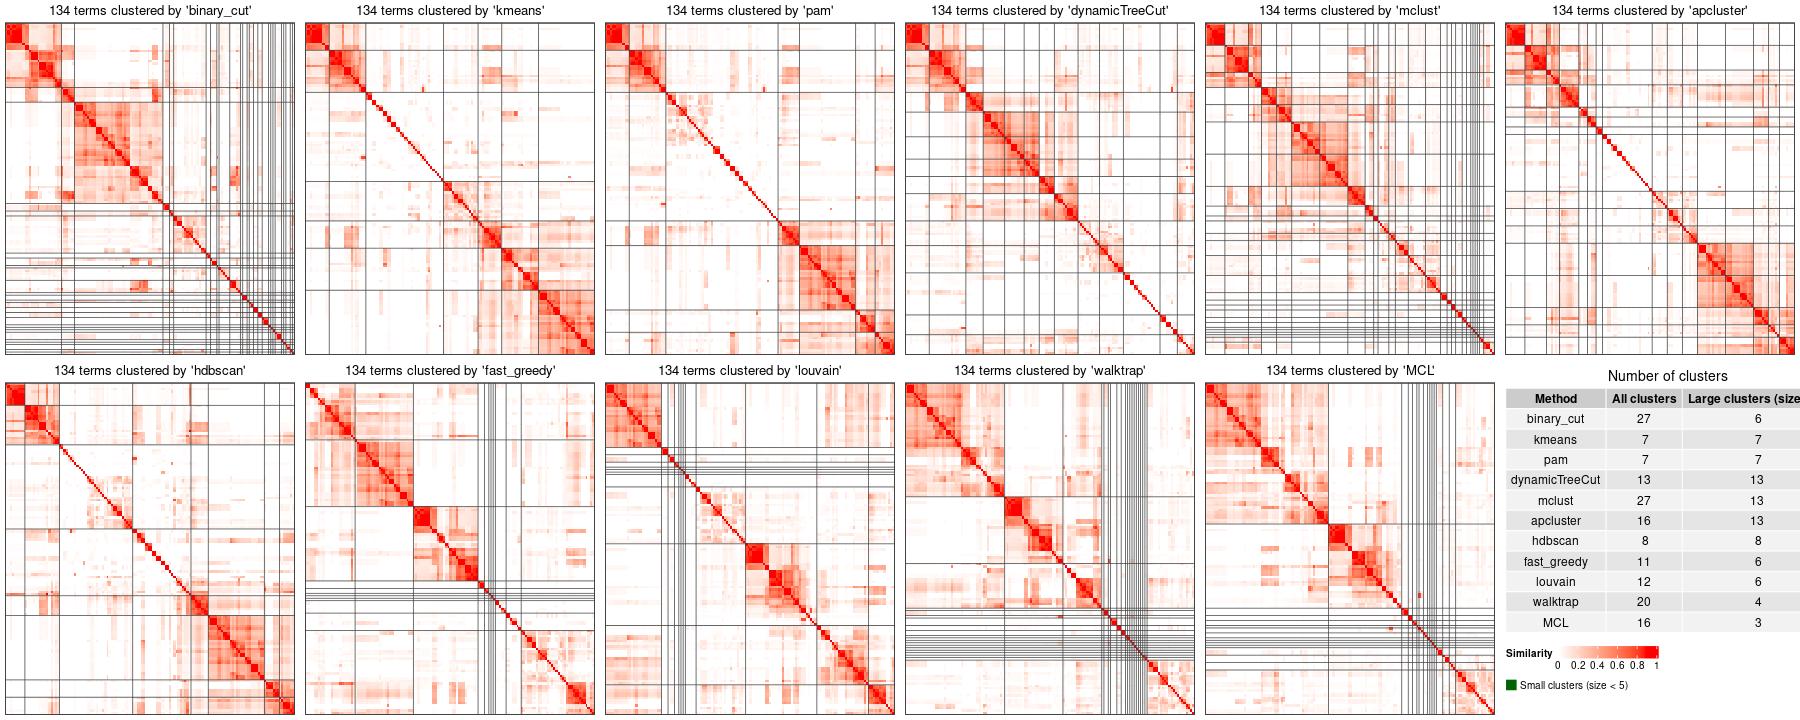 134 terms clustered by 'binary_cut'
134 terms clustered by 'kmeans'
134 terms clustered by 'pam'
134 terms clustered by 'dynamicTreeCut'
134 terms clustered by 'mclust'
134 terms clustered by 'apcluster'
134 terms clustered by 'hdbscan'
134 terms clustered by 'fast_greedy'
134 terms clustered by 'louvain'
134 terms clustered by 'walktrap'
134 terms clustered by 'MCL'
Number of clusters
Method All clusters Large clusters (size
binary_cut 27 6
kmeans 7 7
pam 7 7
dynamicTreeCut 13 13
mclust 27 13
apcluster 16 13
hdbscan 8 8
fast_greedy 11 6
louvain 12 6
walktrap 20 4
MCL 16 3
Similarity
0 0.2 0.4 0.6 0.8 1
Small clusters (size < 5)